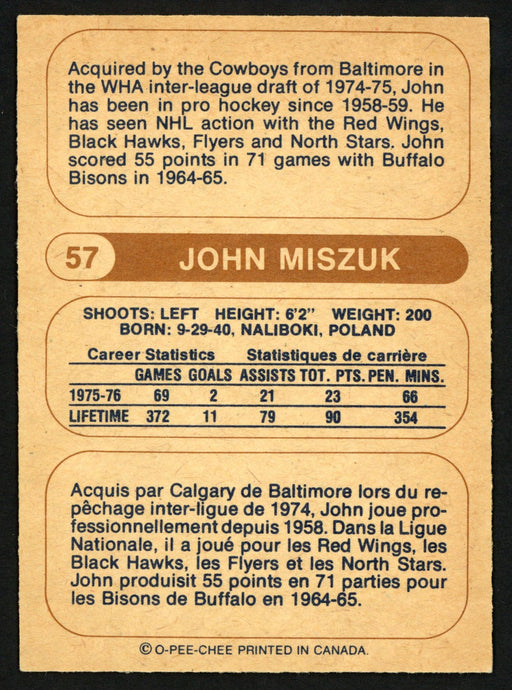 Acquired by the Cowboys from Baltimore in
the WHA inter-league draft of 1974-75, John
has been in pro hockey since 1958-59. He
has seen NHL action with the Red Wings,
Black Hawks, Flyers and North Stars. John
scored 55 points in 71 games with Buffalo
Bisons in 1964-65.
57 JOHN MISZUK
SHOOTS: LEFT HEIGHT: 6'2" WEIGHT: 200
BORN: 9-29-40, NALIBOKI, POLAND
Career Statistics Statistiques de carrière
GAMES GOALS ASSISTS TOT. PTS. PEN. MINS.
1975-76 69 2 21 23 66
LIFETIME 372 11 79 90 354
Acquis par Calgary de Baltimore lors du re-
pêchage inter-ligue de 1974, John joue pro-
fessionnellement depuis 1958. Dans la Ligue
Nationale, il a joué pour les Red Wings, les
Black Hawks, les Flyers et les North Stars.
John produisit 55 points en 71 parties pour
les Bisons de Buffalo en 1964-65.
© O-PEE-CHEE PRINTED IN CANADA.